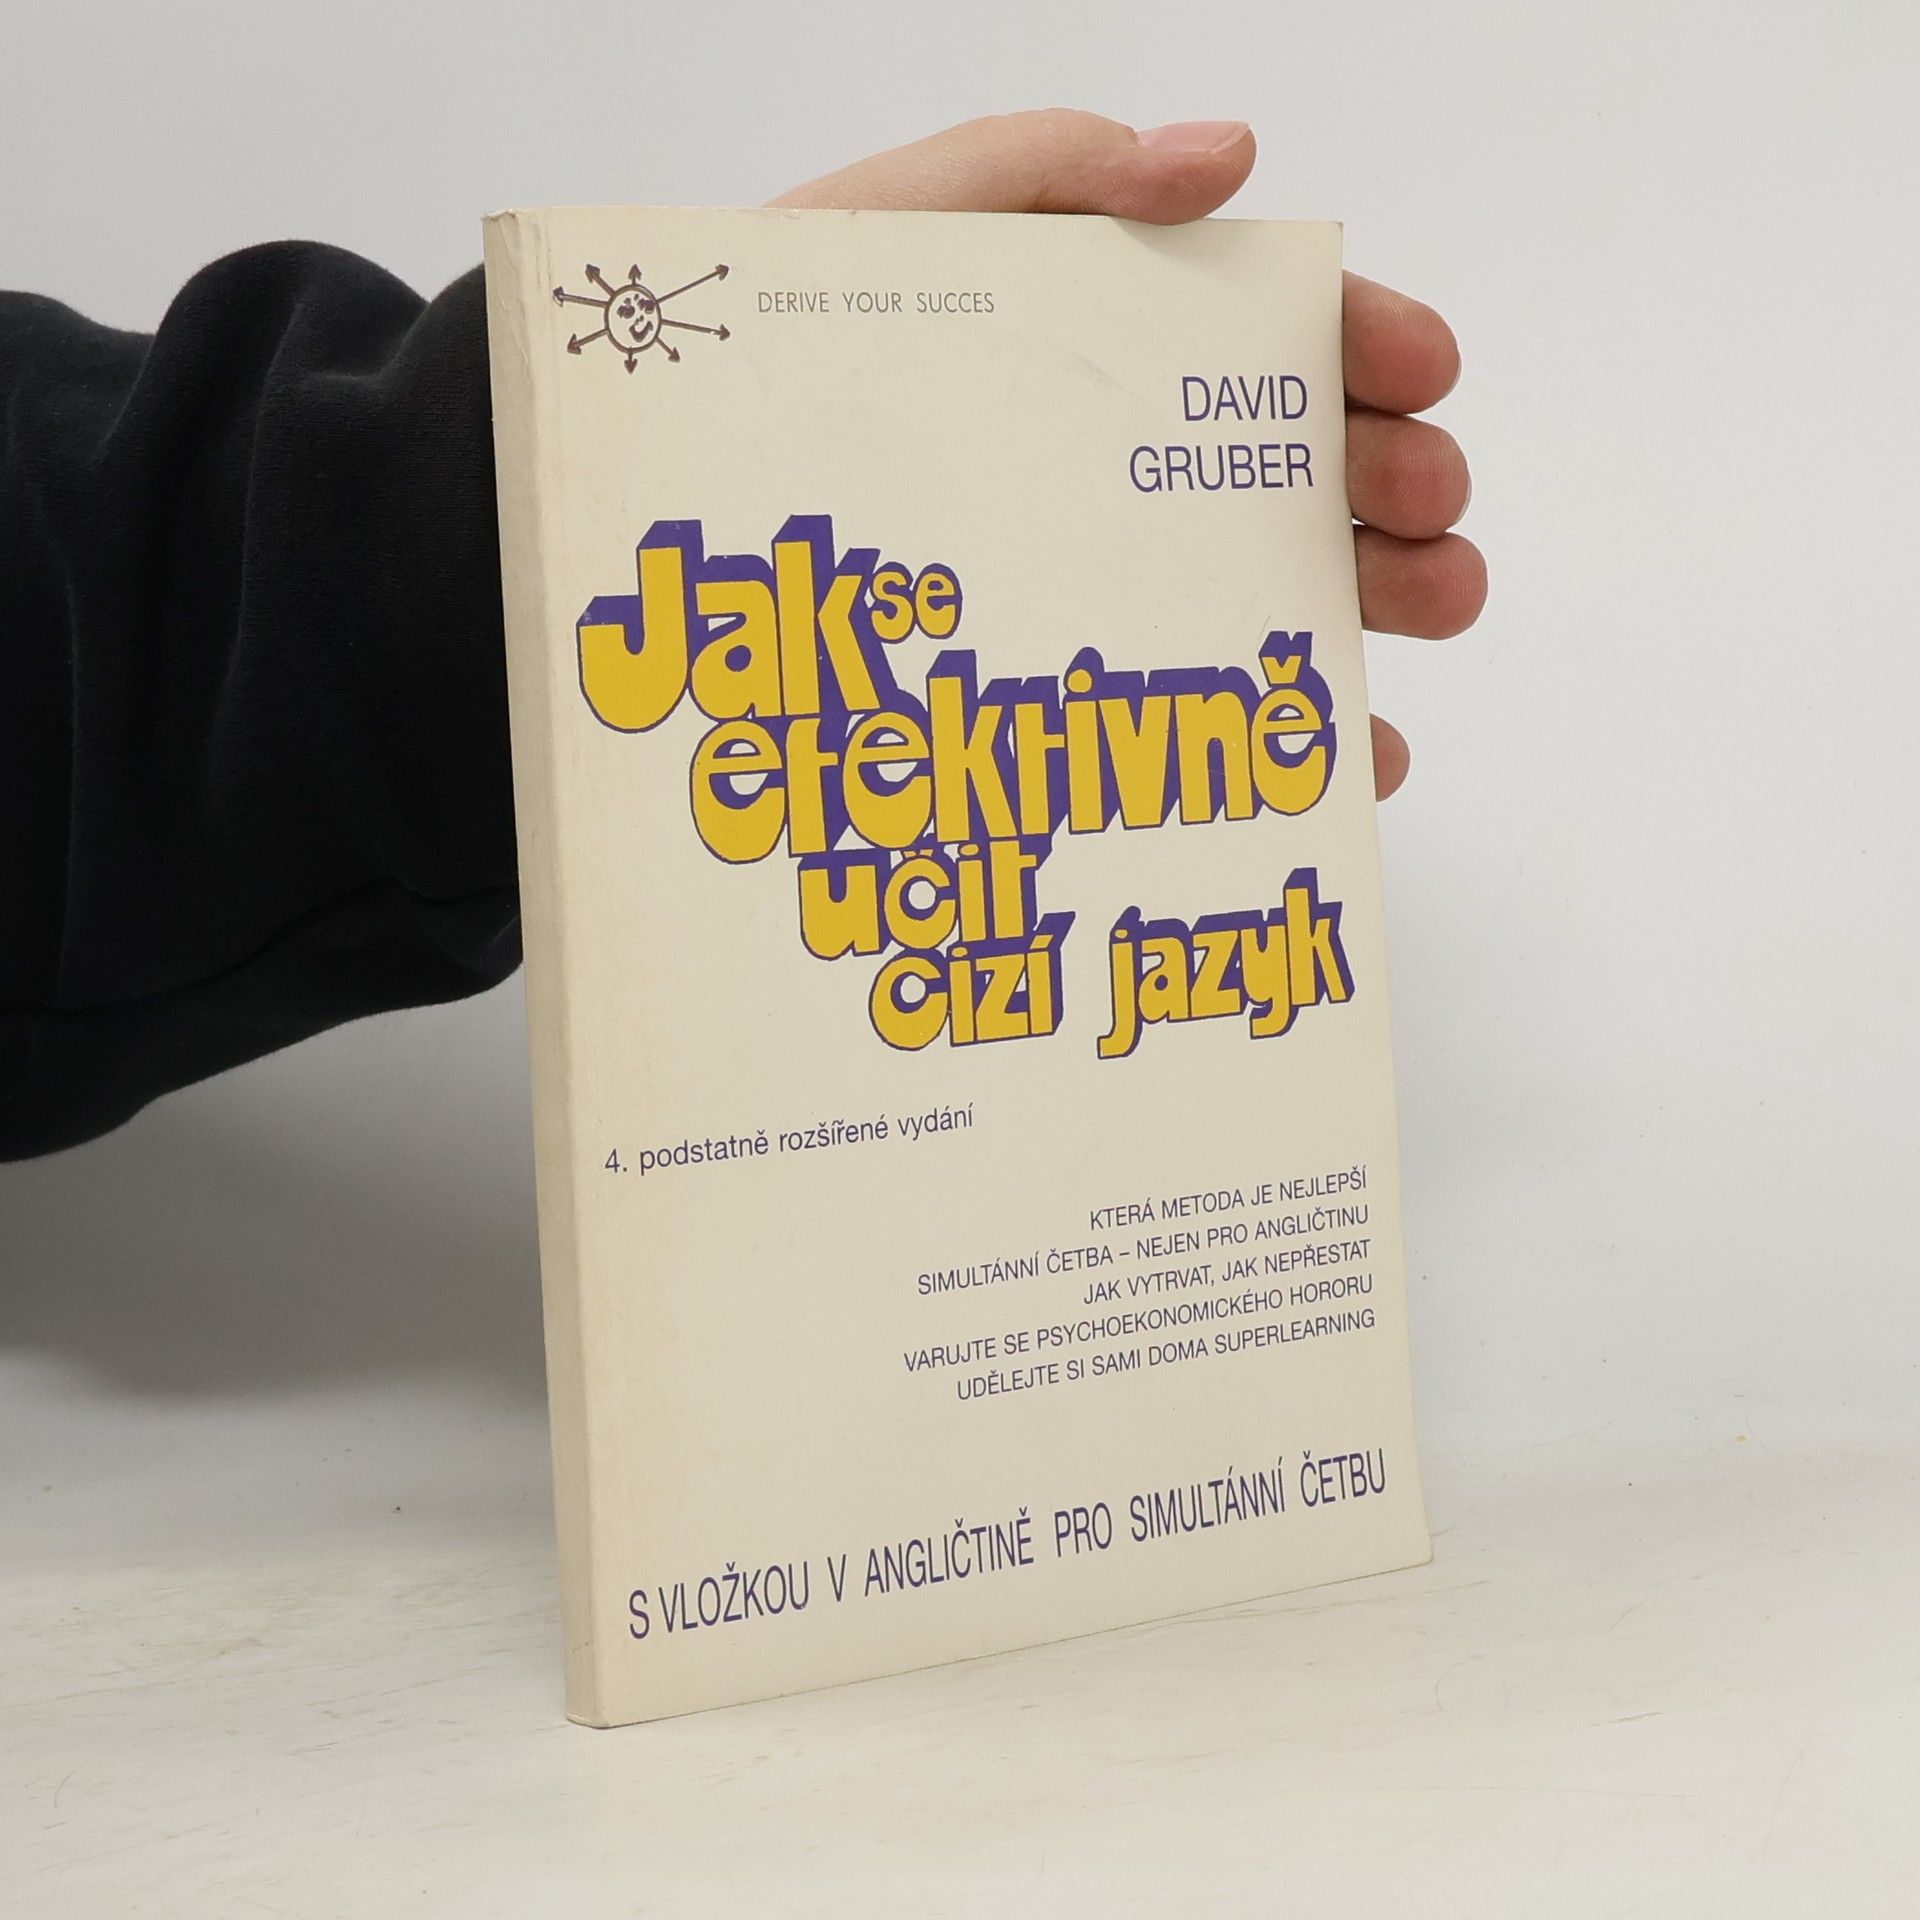 DERIVE YOUR SUCCES
DAVID
GRUBER
Jak se
efektivně
učit
cizí jazyk
4. podstatně rozšířené vydání
KTERÁ METODA JE NEJLEPŠÍ
SIMULTÁNNÍ ČETBA – NEJEN PRO ANGLIČTINU
JAK VYTRVAT, JAK NEPŘESTAT
VARUJTE SE PSYCHOEKONOMICKÉHO HORORU
UDĚLEJTE SI SAMI DOMA SUPERLEARNING
S VLOŽKOU V ANGLIČTINĚ PRO SIMULTÁNNÍ ČETBU